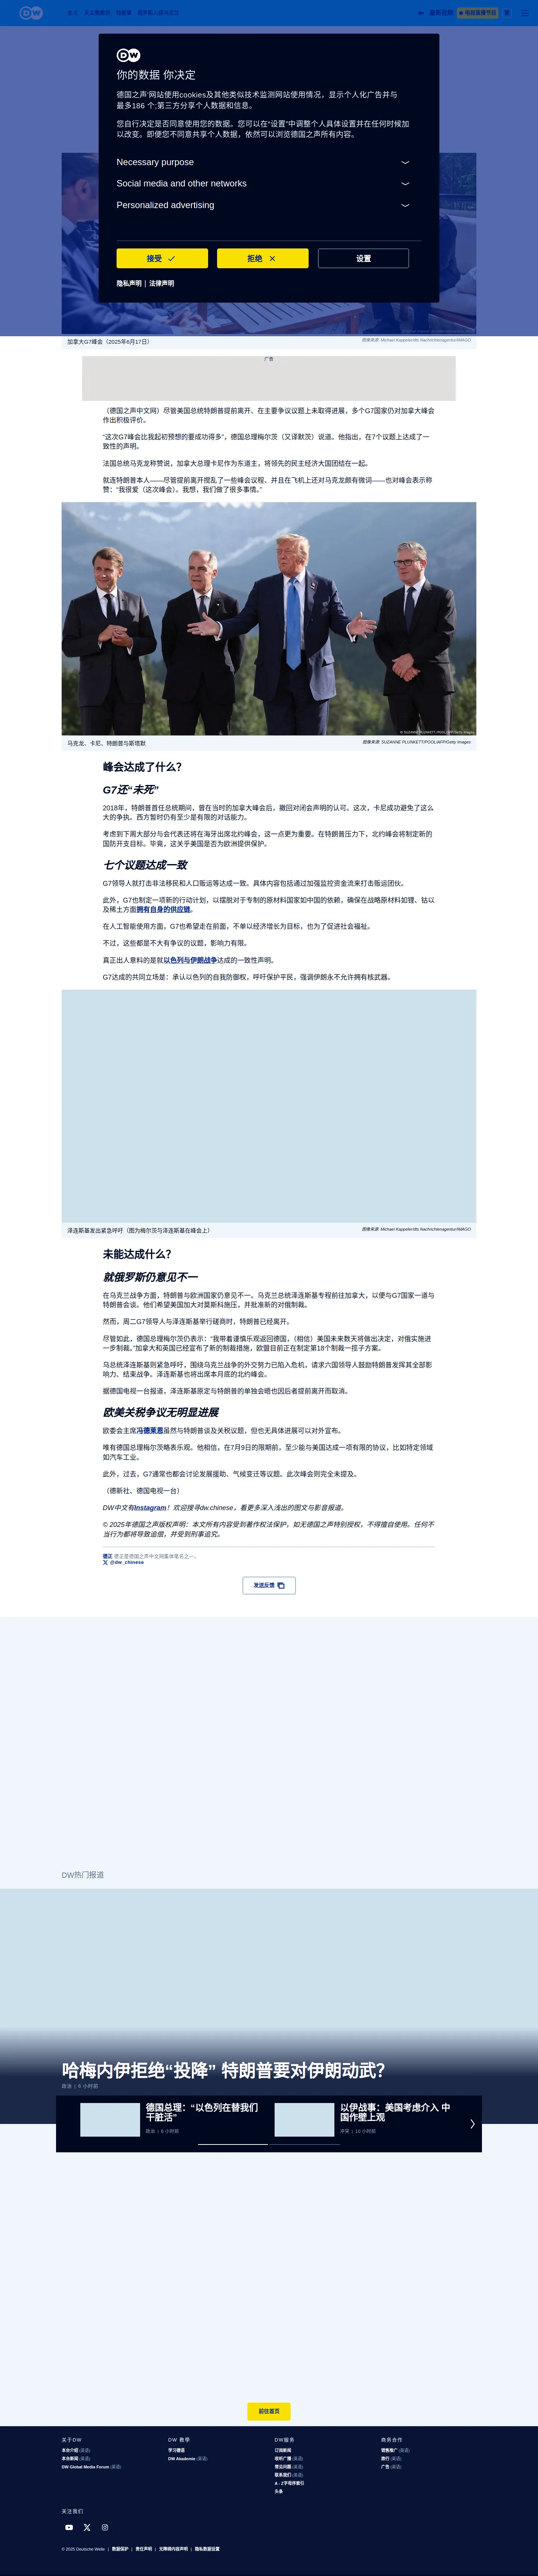 DW
最新视频
电视直播节目
DW
你的数据 你决定
德国之声'网站使用cookies及其他类似技术监测网站使用情况，显示个人化广告并与
最多186 个;第三方分享个人数据和信息。
您自行决定是否同意使用您的数据。您可以在“设置”中调整个人具体设置并在任何时候加
以改变。即便您不同意共享个人数据，依然可以浏览德国之声所有内容。
Necessary purpose
Social media and other networks
Personalized advertising
接受
拒绝
设置
隐私声明 | 法律声明
加拿大G7峰会（2025年6月17日）
图像来源: Michael Kappeler/dts Nachrichtenagentur/IMAGO
广告
（德国之声中文网）尽管美国总统特朗普提前离开、在主要争议议题上未取得进展，多个G7国家仍对加拿大峰会
作出积极评价。
“这次G7峰会比我起初预想的要成功得多”，德国总理梅尔茨（又译默茨）说道。他指出，在7个议题上达成了一
致性的声明。
法国总统马克龙称赞说，加拿大总理卡尼作为东道主，将领先的民主经济大国团结在一起。
就连特朗普本人——尽管提前离开搅乱了一些峰会议程、并且在飞机上还对马克龙颇有微词——也对峰会表示称
赞：“我很爱（这次峰会）。我想，我们做了很多事情。”
© SUZANNE PLUNKETT/POOL/AFP/Getty Images
马克龙、卡尼、特朗普与斯塔默
图像来源: SUZANNE PLUNKETT/POOL/AFP/Getty Images
峰会达成了什么？
G7还“未死”
2018年，特朗普首任总统期间，曾在当时的加拿大峰会后，撤回对闭会声明的认可。这次，卡尼成功避免了这么
大的争执。西方暂时仍有至少是有限的对话能力。
考虑到下周大部分与会代表还将在海牙出席北约峰会，这一点更为重要。在特朗普压力下，北约峰会将制定新的
国防开支目标。毕竟，这关乎美国是否为欧洲提供保护。
七个议题达成一致
G7领导人就打击非法移民和人口贩运等达成一致。具体内容包括通过加强监控资金流来打击贩运团伙。
此外，G7也制定一项新的行动计划，以摆脱对于专制的原材料国家如中国的依赖，确保在战略原材料如锂、钴以
及稀土方面拥有自身的供应链。
在人工智能使用方面，G7也希望走在前面，不单以经济增长为目标，也为了促进社会福祉。
不过，这些都是不大有争议的议题，影响力有限。
真正出人意料的是就以色列与伊朗战争达成的一致性声明。
G7达成的共同立场是：承认以色列的自我防御权，呼吁保护平民，强调伊朗永不允许拥有核武器。
泽连斯基发出紧急呼吁（图为梅尔茨与泽连斯基在峰会上）
图像来源: Michael Kappeler/dts Nachrichtenagentur/IMAGO
未能达成什么？
就俄罗斯仍意见不一
在乌克兰战争方面，特朗普与欧洲国家仍意见不一。乌克兰总统泽连斯基专程前往加拿大，以便与G7国家一道与
特朗普会谈。他们希望美国加大对莫斯科施压，并批准新的对俄制裁。
然而，周二G7领导人与泽连斯基举行磋商时，特朗普已经离开。
尽管如此，德国总理梅尔茨仍表示：“我带着谨慎乐观返回德国，（相信）美国未来数天将做出决定，对俄实施进
一步制裁。”加拿大和英国已经宣布了新的制裁措施，欧盟目前正在制定第18个制裁一揽子方案。
乌总统泽连斯基则紧急呼吁，围绕乌克兰战争的外交努力已陷入危机，请求六国领导人鼓励特朗普发挥其全部影
响力、结束战争。泽连斯基也将出席本月底的北约峰会。
据德国电视一台报道，泽连斯基原定与特朗普的单独会晤也因后者提前离开而取消。
欧美关税争议无明显进展
欧委会主席冯德莱恩虽然与特朗普谈及关税议题，但也无具体进展可以对外宣布。
唯有德国总理梅尔茨略表乐观。他相信，在7月9日的限期前，至少能与美国达成一项有限的协议，比如特定领域
如汽车工业。
此外，过去，G7通常也都会讨论发展援助、气候变迁等议题。此次峰会则完全未提及。
（德新社、德国电视一台）
DW中文有Instagram！欢迎搜寻dw.chinese，看更多深入浅出的图文与影音报道。
© 2025年德国之声版权声明：本文所有内容受到著作权法保护，如无德国之声特别授权，不得擅自使用。任何不
当行为都将导致追偿，并受到刑事追究。
德正 德正是德国之声中文网集体笔名之一。
@dw_chinese
发送反馈
DW热门报道
哈梅内伊拒绝“投降” 特朗普要对伊朗动武？
政治 | 6 小时前
德国总理：“以色列在替我们
干脏活”
政治 | 6 小时前
以伊战事：美国考虑介入 中
国作壁上观
冲突 | 10 小时前
前往首页
关于DW
本台介绍 (英语)
本台新闻 (英语)
DW Global Media Forum (英语)
DW 教学
学习德语
DW Akademie (英语)
DW服务
订阅新闻
收听广播 (英语)
常见问题 (英语)
联系我们 (英语)
A - Z字母序索引
头条
商务合作
销售推广 (英语)
旅行 (英语)
广告 (英语)
关注我们
© 2025 Deutsche Welle | 数据保护 | 责任声明 | 无障碍内容声明 | 隐私数据设置